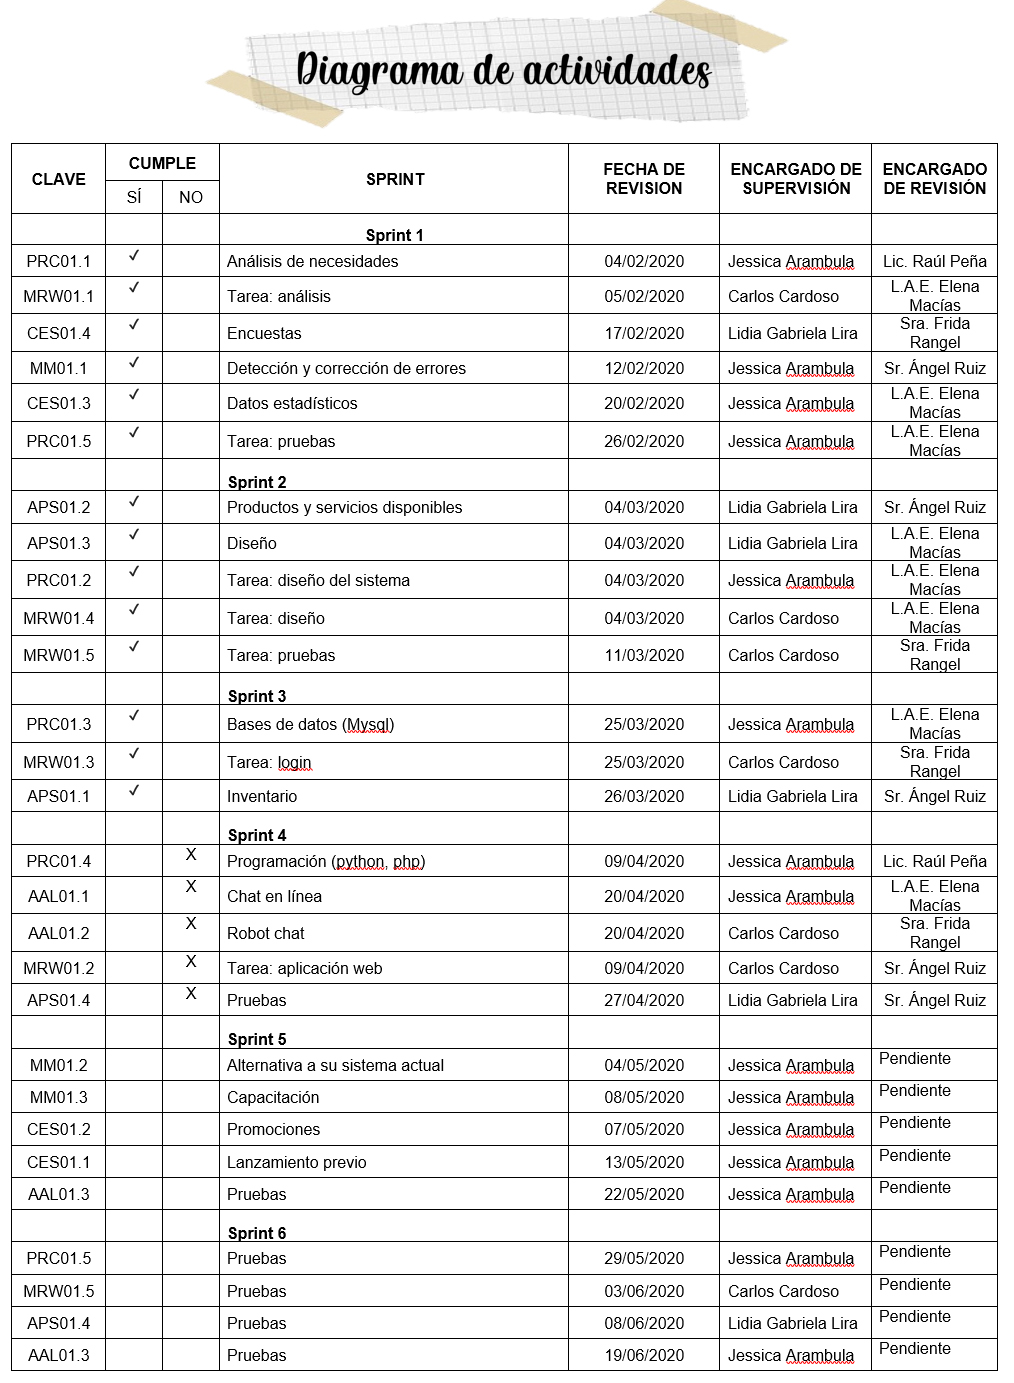 Diagrama de actividades
CLAVE CUMPLE SPRINT FECHA DE REVISION ENCARGADO DE SUPERVISIÓN ENCARGADO DE REVISIÓN
SÍ NO
Sprint 1
PRC01.1 ✓ Análisis de necesidades 04/02/2020 Jessica Arambula Lic. Raúl Peña
MRW01.1 ✓ Tarea: análisis 05/02/2020 Carlos Cardoso L.A.E. Elena Macías
CES01.4 ✓ Encuestas 17/02/2020 Lidia Gabriela Lira Sra. Frida Rangel
MM01.1 ✓ Detección y corrección de errores 12/02/2020 Jessica Arambula Sr. Ángel Ruiz
CES01.3 ✓ Datos estadísticos 20/02/2020 Jessica Arambula L.A.E. Elena Macías
PRC01.5 ✓ Tarea: pruebas 26/02/2020 Jessica Arambula L.A.E. Elena Macías
Sprint 2
APS01.2 ✓ Productos y servicios disponibles 04/03/2020 Lidia Gabriela Lira Sr. Ángel Ruiz
APS01.3 ✓ Diseño 04/03/2020 Lidia Gabriela Lira L.A.E. Elena Macías
PRC01.2 ✓ Tarea: diseño del sistema 04/03/2020 Jessica Arambula L.A.E. Elena Macías
MRW01.4 ✓ Tarea: diseño 04/03/2020 Carlos Cardoso L.A.E. Elena Macías
MRW01.5 ✓ Tarea: pruebas 11/03/2020 Carlos Cardoso Sra. Frida Rangel
Sprint 3
PRC01.3 ✓ Bases de datos (Mysql) 25/03/2020 Jessica Arambula L.A.E. Elena Macías
MRW01.3 ✓ Tarea: login 25/03/2020 Carlos Cardoso Sra. Frida Rangel
APS01.1 ✓ Inventario 26/03/2020 Lidia Gabriela Lira Sr. Ángel Ruiz
Sprint 4
PRC01.4 X Programación (python, php) 09/04/2020 Jessica Arambula Lic. Raúl Peña
AAL01.1 X Chat en línea 20/04/2020 Jessica Arambula L.A.E. Elena Macías
AAL01.2 X Robot chat 20/04/2020 Carlos Cardoso Sra. Frida Rangel
MRW01.2 X Tarea: aplicación web 09/04/2020 Carlos Cardoso Sr. Ángel Ruiz
APS01.4 X Pruebas 27/04/2020 Lidia Gabriela Lira Sr. Ángel Ruiz
Sprint 5
MM01.2 Alternativa a su sistema actual 04/05/2020 Jessica Arambula Pendiente
MM01.3 Capacitación 08/05/2020 Jessica Arambula Pendiente
CES01.2 Promociones 07/05/2020 Jessica Arambula Pendiente
CES01.1 Lanzamiento previo 13/05/2020 Jessica Arambula Pendiente
AAL01.3 Pruebas 22/05/2020 Jessica Arambula Pendiente
Sprint 6
PRC01.5 Pruebas 29/05/2020 Jessica Arambula Pendiente
MRW01.5 Pruebas 03/06/2020 Carlos Cardoso Pendiente
APS01.4 Pruebas 08/06/2020 Lidia Gabriela Lira Pendiente
AAL01.3 Pruebas 19/06/2020 Jessica Arambula Pendiente